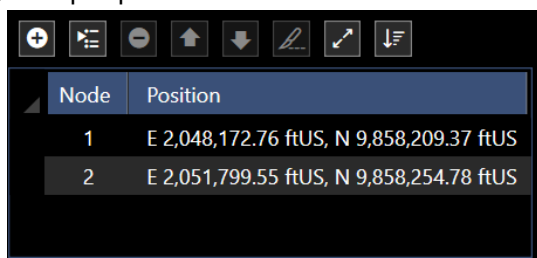 Node Position
1 E 2,048,172.76 ftUS, N 9,858,209.37 ftUS
2 E 2,051,799.55 ftUS, N 9,858,254.78 ftUS